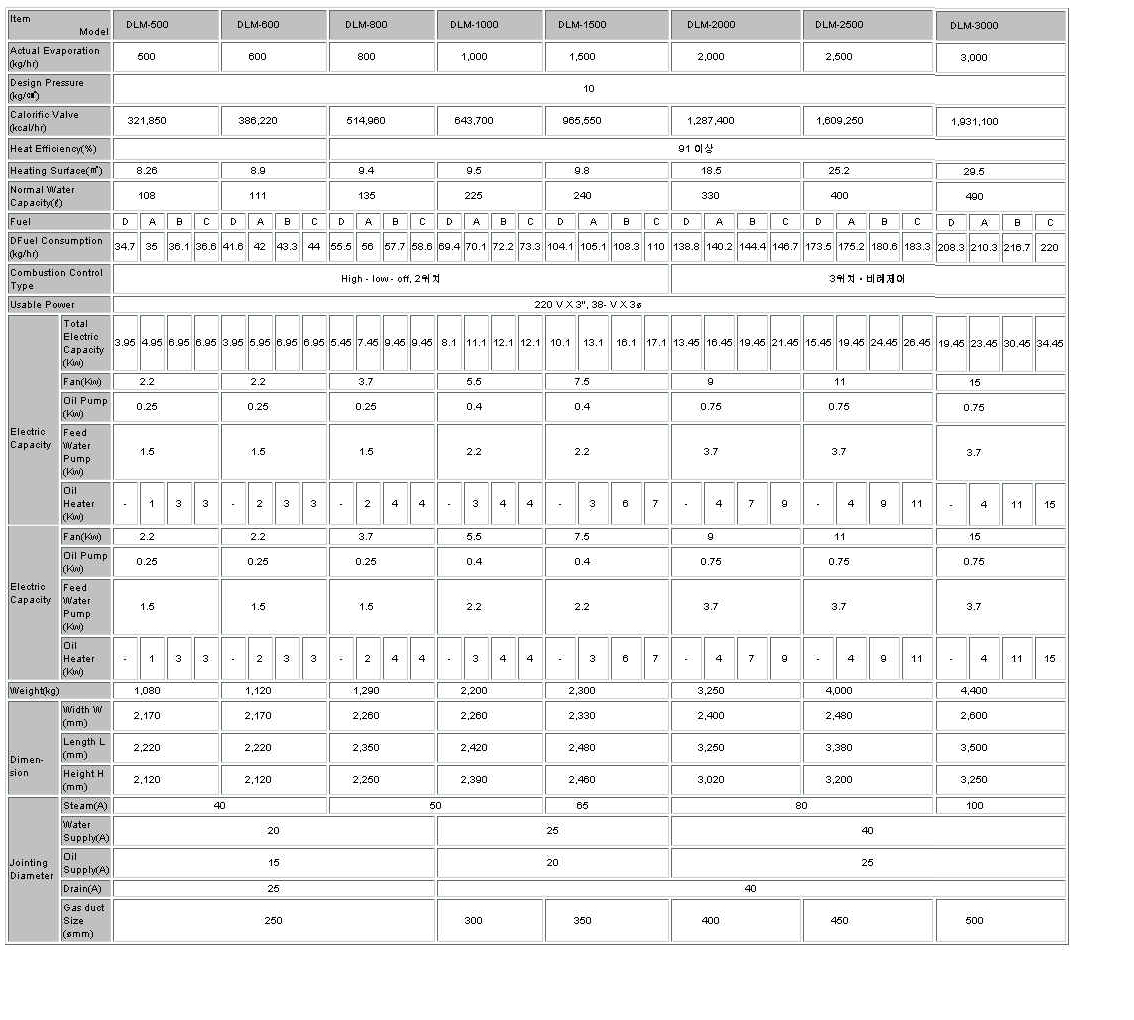 Item
Model DLM-500 DLM-600 DLM-800 DLM-1000 DLM-1500 DLM-2000 DLM-2500 DLM-3000
Actual Evaporation
(kg/hr) 500 600 800 1,000 1,500 2,000 2,500 3,000
Design Pressure
(kg/㎠) 10
Calorific Valve
(kcal/hr) 321,850 386,220 514,960 643,700 965,550 1,287,400 1,609,250 1,931,100
Heat Efficiency(%) 91 이상
Heating Surface(㎡) 8.26 8.9 9.4 9.5 9.8 18.5 25.2 29.5
Normal Water
Capacity(ℓ) 108 111 135 225 240 330 400 490
Fuel D A B C D A B C D A B C D A B C D A B C D A B C D A B C D A B C
DFuel Consumption
(kg/hr) 34.7 35 36.1 36.6 41.6 42 43.3 44 55.5 56 57.7 58.6 69.4 70.1 72.2 73.3 104.1 105.1 108.3 110 138.8 140.2 144.4 146.7 173.5 175.2 180.6 183.3 208.3 210.3 216.7 220
Combustion Control
Type High - low - off, 2위치 3위치・비례제어
Usable Power 220 V X 3", 38- V X 3ø
Electric
Capacity
Total
Electric
Capacity
(Kw) 3.95 4.95 6.95 6.95 3.95 5.95 6.95 6.95 5.45 7.45 9.45 9.45 8.1 11.1 12.1 12.1 10.1 13.1 16.1 17.1 13.45 16.45 19.45 21.45 15.45 19.45 24.45 26.45 19.45 23.45 30.45 34.45
Fan(Kw) 2.2 2.2 3.7 5.5 7.5 9 11 15
Oil Pump
(Kw) 0.25 0.25 0.25 0.4 0.4 0.75 0.75 0.75
Feed
Water
Pump
(Kw) 1.5 1.5 1.5 2.2 2.2 3.7 3.7 3.7
Oil
Heater
(Kw) - 1 3 3 - 2 3 3 - 2 4 4 - 3 4 4 - 3 6 7 - 4 7 9 - 4 9 11 - 4 11 15
Electric
Capacity
Fan(Kw) 2.2 2.2 3.7 5.5 7.5 9 11 15
Oil Pump
(Kw) 0.25 0.25 0.25 0.4 0.4 0.75 0.75 0.75
Feed
Water
Pump
(Kw) 1.5 1.5 1.5 2.2 2.2 3.7 3.7 3.7
Oil
Heater
(Kw) - 1 3 3 - 2 3 3 - 2 4 4 - 3 4 4 - 3 6 7 - 4 7 9 - 4 9 11 - 4 11 15
Weight(kg) 1,080 1,120 1,290 2,200 2,300 3,250 4,000 4,400
Dimen-
sion
Width W
(mm) 2,170 2,170 2,260 2,260 2,330 2,400 2,480 2,600
Length L
(mm) 2,220 2,220 2,350 2,420 2,480 3,250 3,380 3,500
Height H
(mm) 2,120 2,120 2,250 2,390 2,460 3,020 3,200 3,250
Jointing
Diameter
Steam(A) 40 50 65 80 100
Water
Supply(A) 20 25 40
Oil
Supply(A) 15 20 25
Drain(A) 25 40
Gas duct
Size
(ømm) 250 300 350 400 450 500